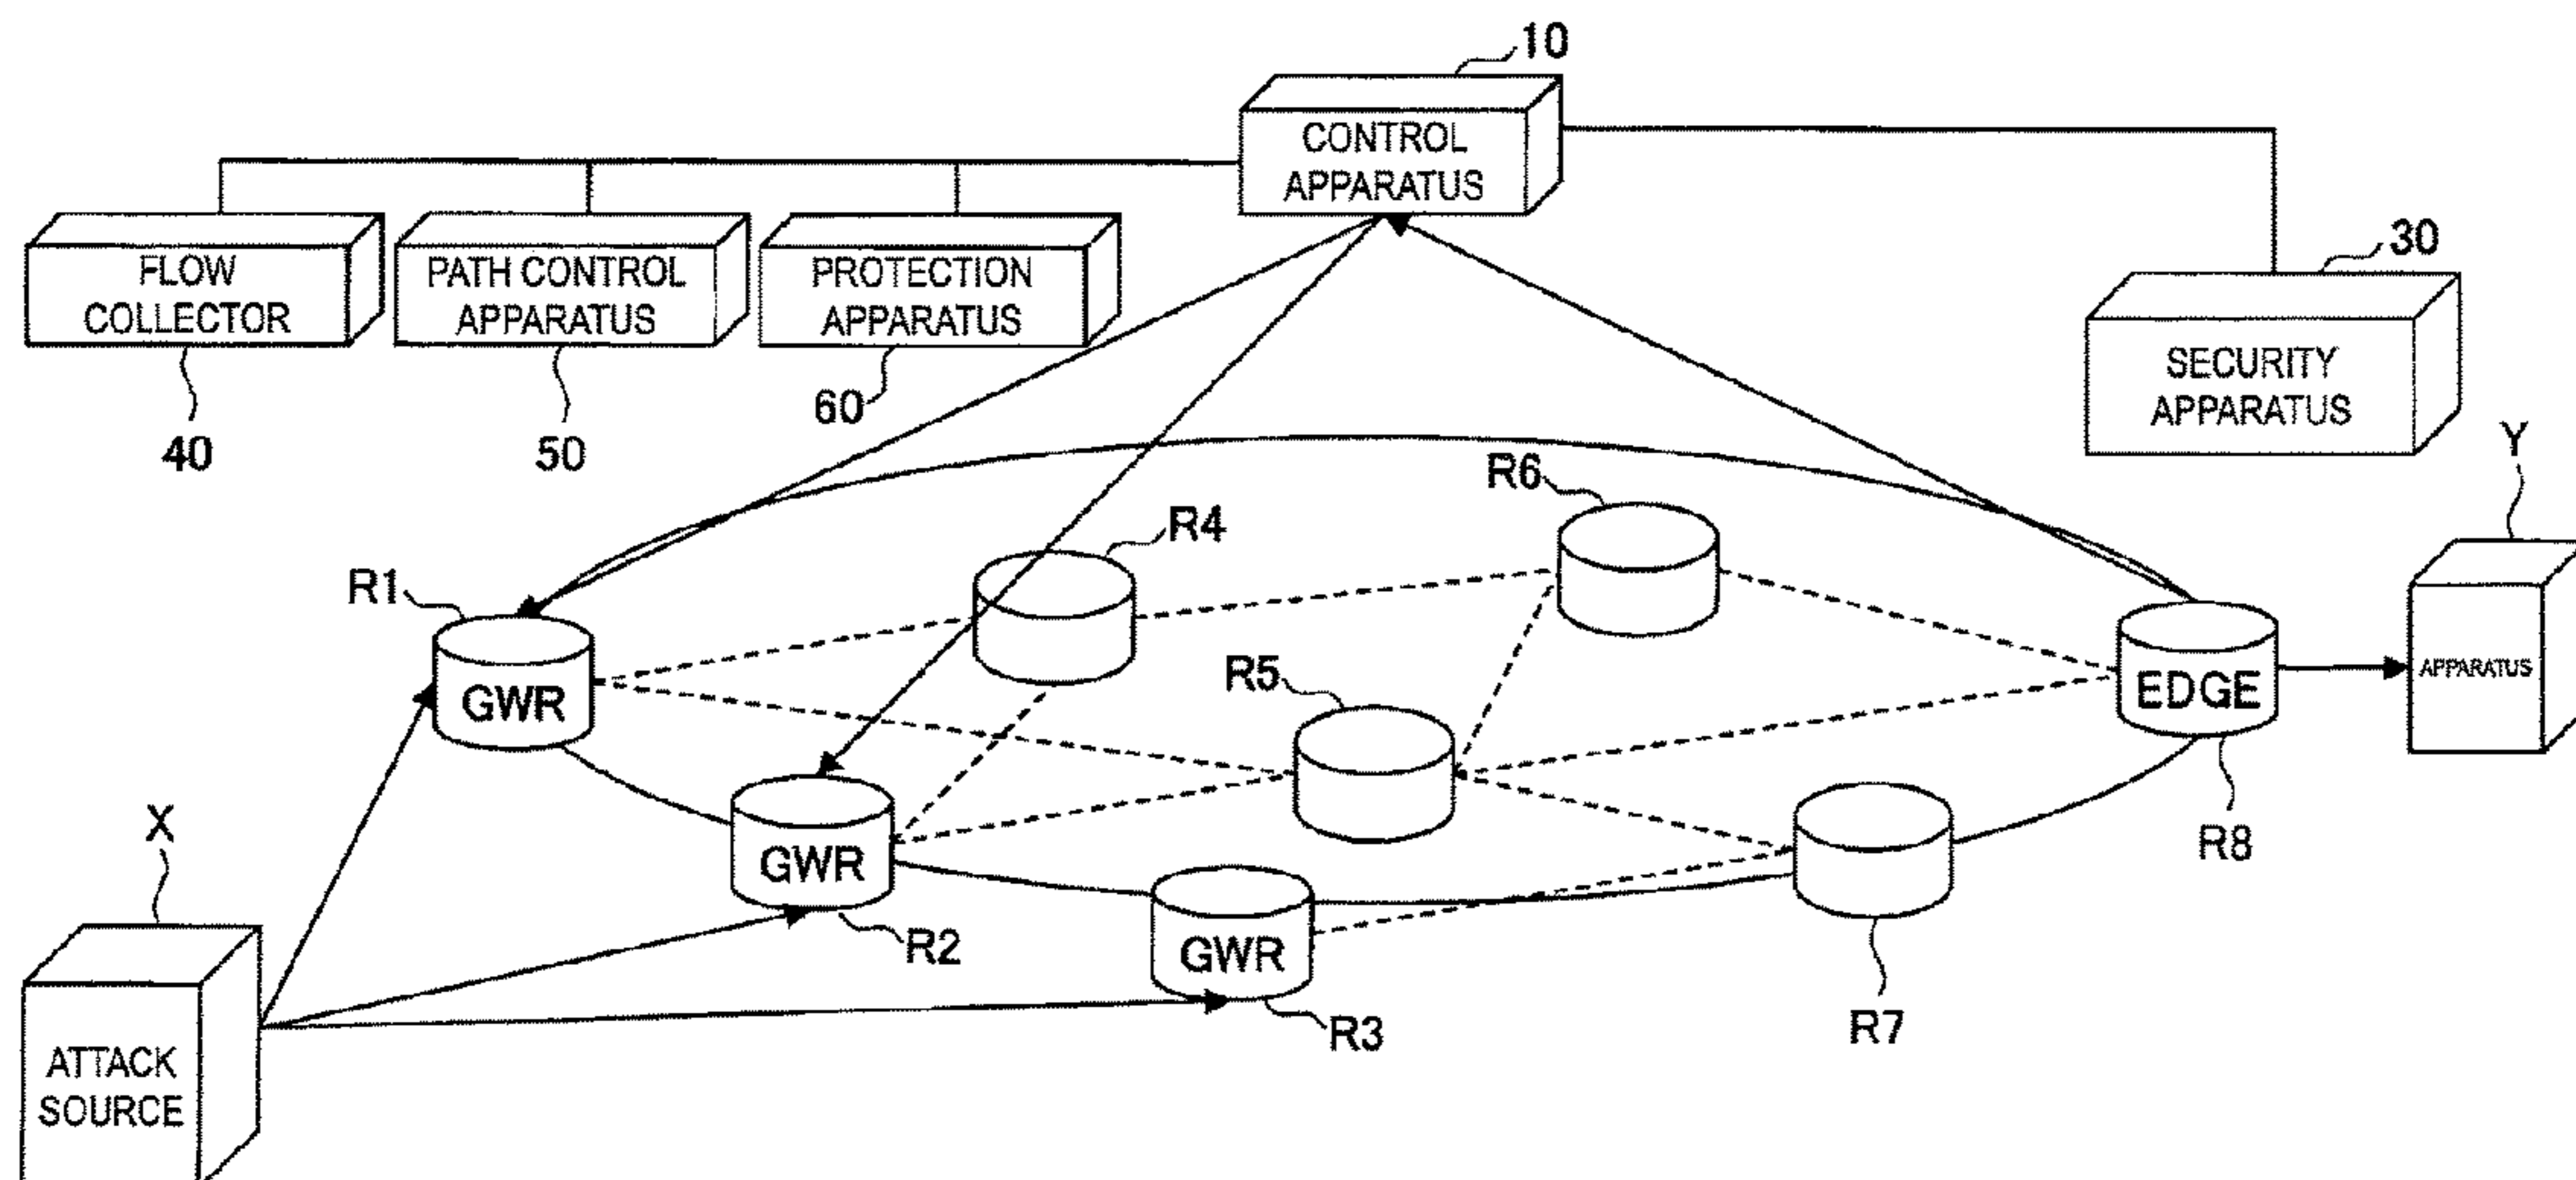 10
CONTROL
APPARATUS
FLOW
COLLECTOR
40
PATH CONTROL
APPARATUS
50
PROTECTION
APPARATUS
60
30
SECURITY
APPARATUS
Y
APPARATUS
R6
R4
R1
GWR
R5
EDGE
R8
X
GWR
R2
GWR
R3
R7
ATTACK
SOURCE